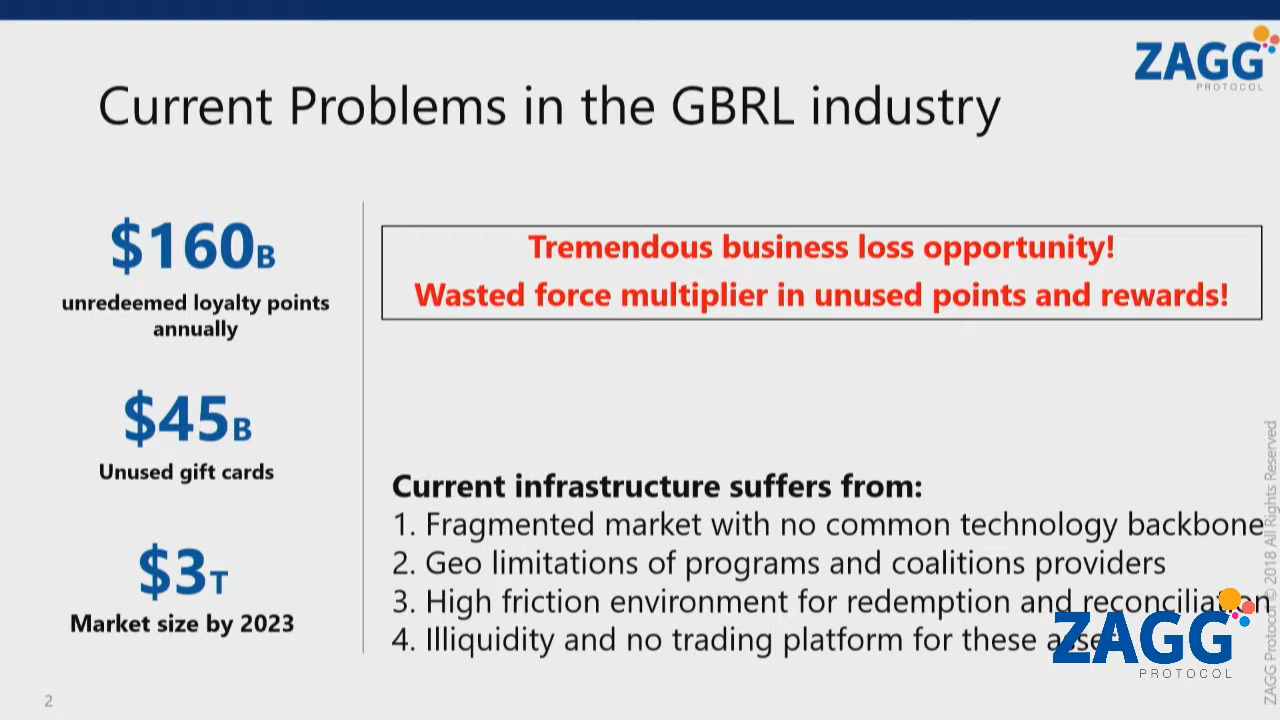 ZAGG
PROTOCOL
Current Problems in the GBRL industry
$160B
unredeemed loyalty points
annually
$45B
Unused gift cards
$3T
Market size by 2023
Tremendous business loss opportunity!
Wasted force multiplier in unused points and rewards!
Current infrastructure suffers from:
1. Fragmented market with no common technology backbone
2. Geo limitations of programs and coalitions providers
3. High friction environment for redemption and reconciliation
4. Illiquidity and no trading platform for these
ZAGG
PROTOCOL
ZAGG Protocol © 2018 All Rights Reserved
2